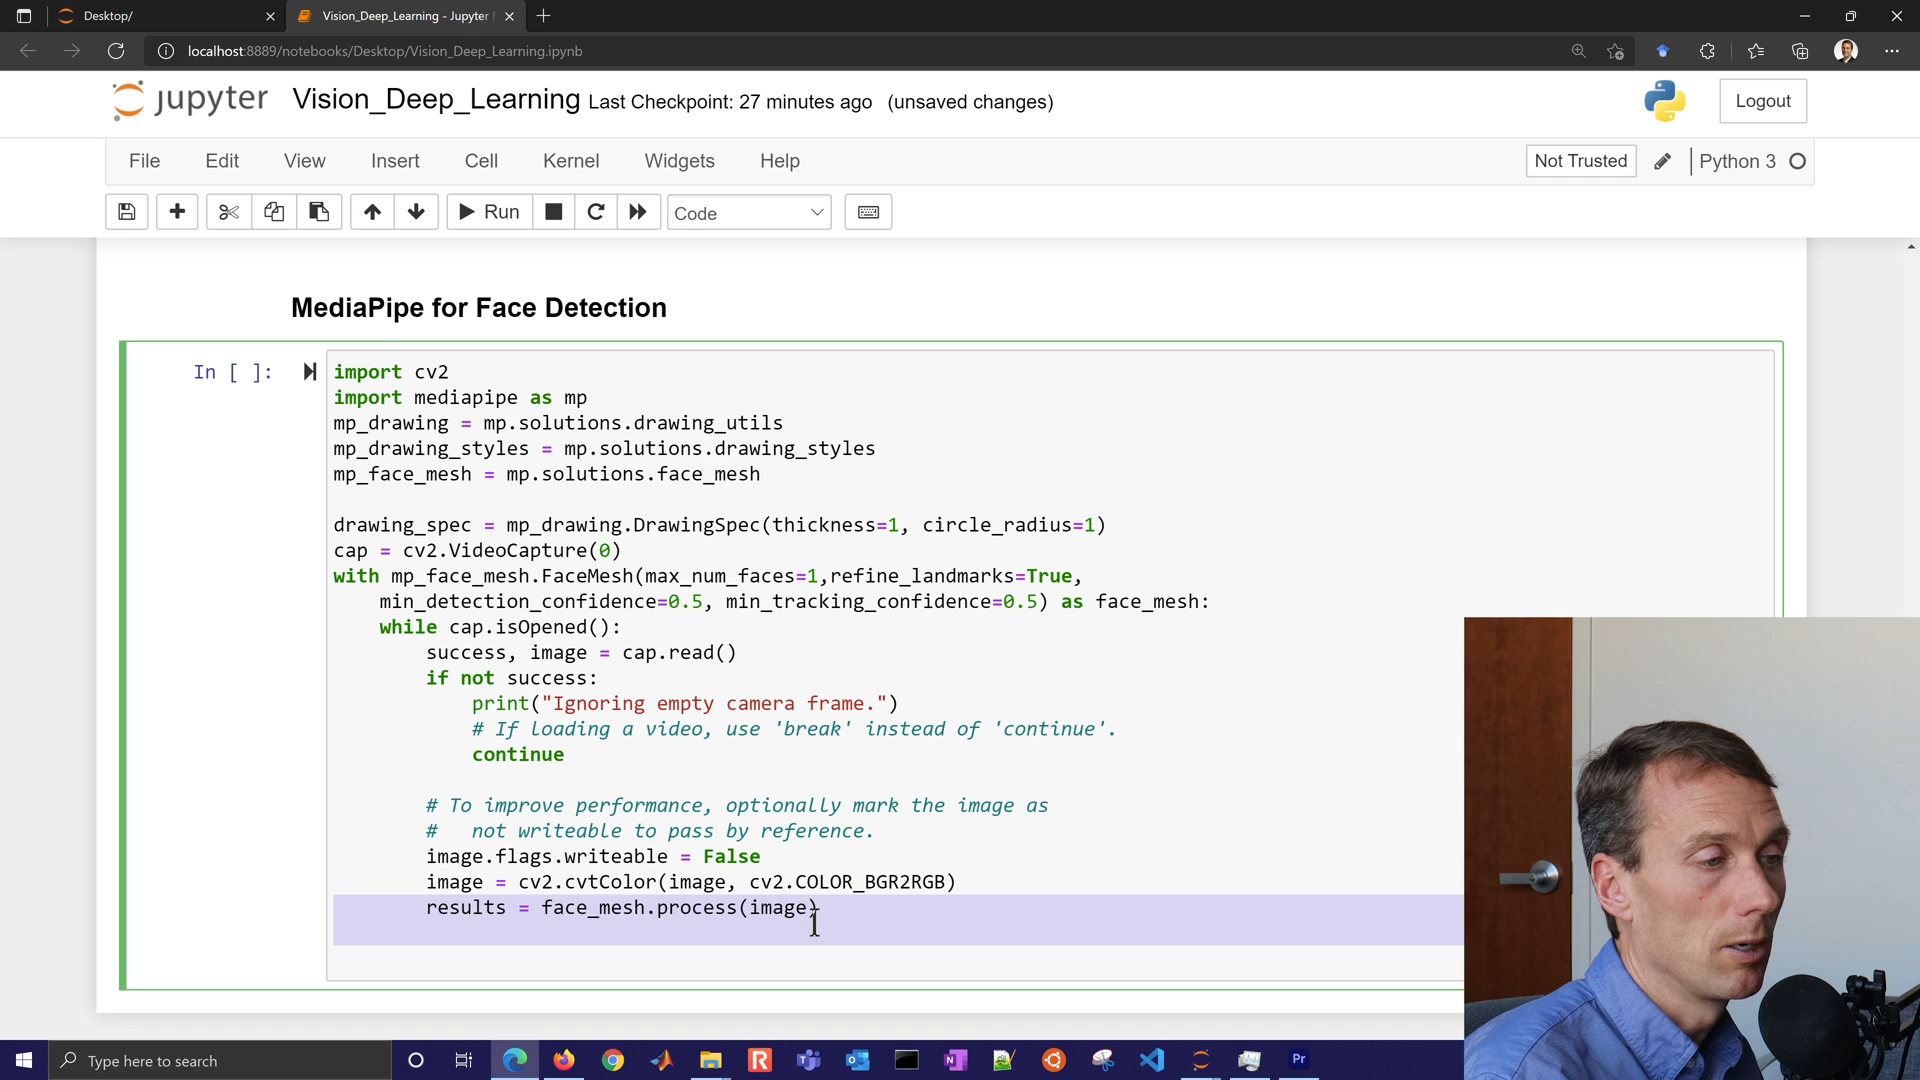 Desktop/
Vision_Deep_Learning - Jupyter
localhost:8889/notebooks/Desktop/Vision_Deep_Learning.ipynb
jupyter Vision_Deep_Learning Last Checkpoint: 27 minutes ago (unsaved changes)
Logout
File Edit View Insert Cell Kernel Widgets Help
Not Trusted
Python 3
Run
Code
MediaPipe for Face Detection
In [ ]:
import cv2
import mediapipe as mp
mp_drawing = mp.solutions.drawing_utils
mp_drawing_styles = mp.solutions.drawing_styles
mp_face_mesh = mp.solutions.face_mesh
drawing_spec = mp_drawing.DrawingSpec(thickness=1, circle_radius=1)
cap = cv2.VideoCapture(0)
with mp_face_mesh.FaceMesh(max_num_faces=1,refine_landmarks=True,
min_detection_confidence=0.5, min_tracking_confidence=0.5) as face_mesh:
while cap.isOpened():
success, image = cap.read()
if not success:
print("Ignoring empty camera frame.")
# If loading a video, use 'break' instead of 'continue'.
continue
# To improve performance, optionally mark the image as
#   not writeable to pass by reference.
image.flags.writeable = False
image = cv2.cvtColor(image, cv2.COLOR_BGR2RGB)
results = face_mesh.process(image)
Type here to search
R
N
Pr